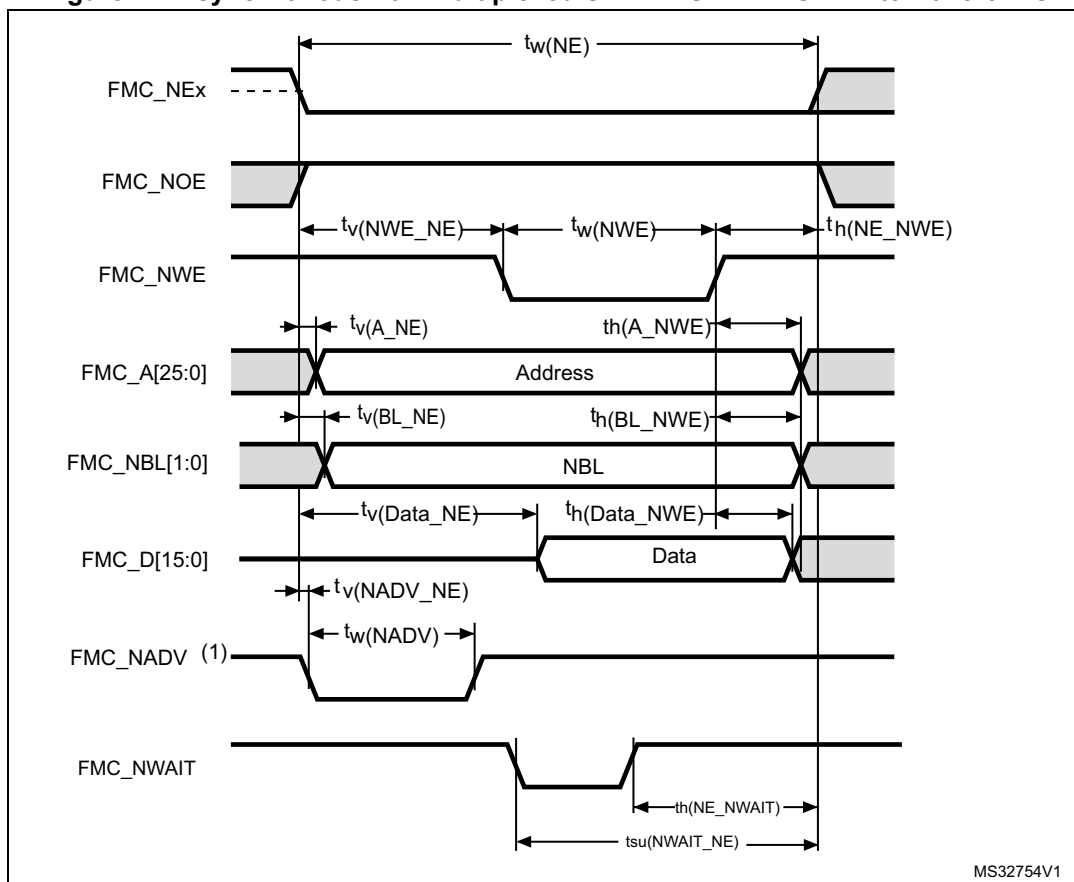 tw(NE)
FMC_NEx
FMC_NOE
tv(NWE_NE)
tw(NWE)
th(NE_NWE)
FMC_NWE
tv(A_NE)
th(A_NWE)
FMC_A[25:0]
Address
tv(BL_NE)
th(BL_NWE)
FMC_NBL[1:0]
NBL
tv(Data_NE)
th(Data_NWE)
FMC_D[15:0]
Data
tv(NADV_NE)
tw(NADV)
FMC_NADV (1)
FMC_NWAIT
th(NE_NWAIT)
tsu(NWAIT_NE)
MS32754V1